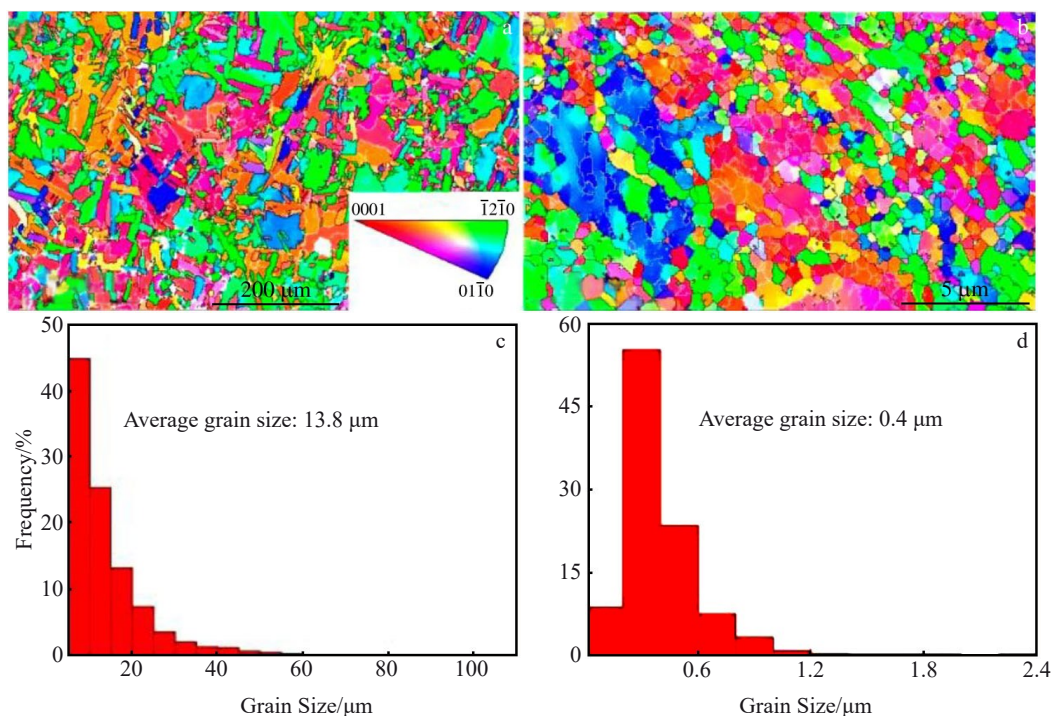 a
b
0001
1̅21̅0
011̅0
200 μm
5 μm
c
d
50
40
30
20
10
0
60
45
30
15
0
Average grain size: 13.8 μm
Average grain size: 0.4 μm
Frequency/%
20 40 60 80 100
0.6 1.2 1.8 2.4
Grain Size/μm
Grain Size/μm